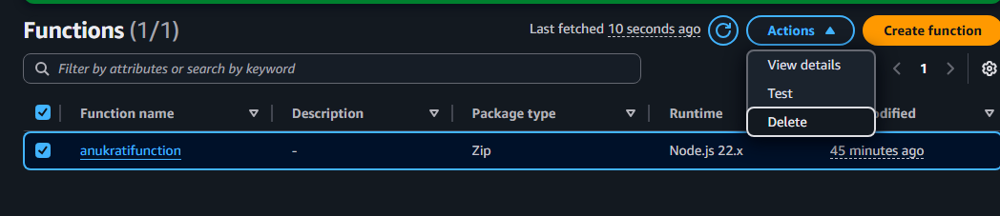 Functions (1/1)
Last fetched 10 seconds ago
Actions
Create function
Filter by attributes or search by keyword
View details
Test
Delete
1
Function name
Description
Package type
Runtime
odified
anukratifunction
-
Zip
Node.js 22.x
45 minutes ago